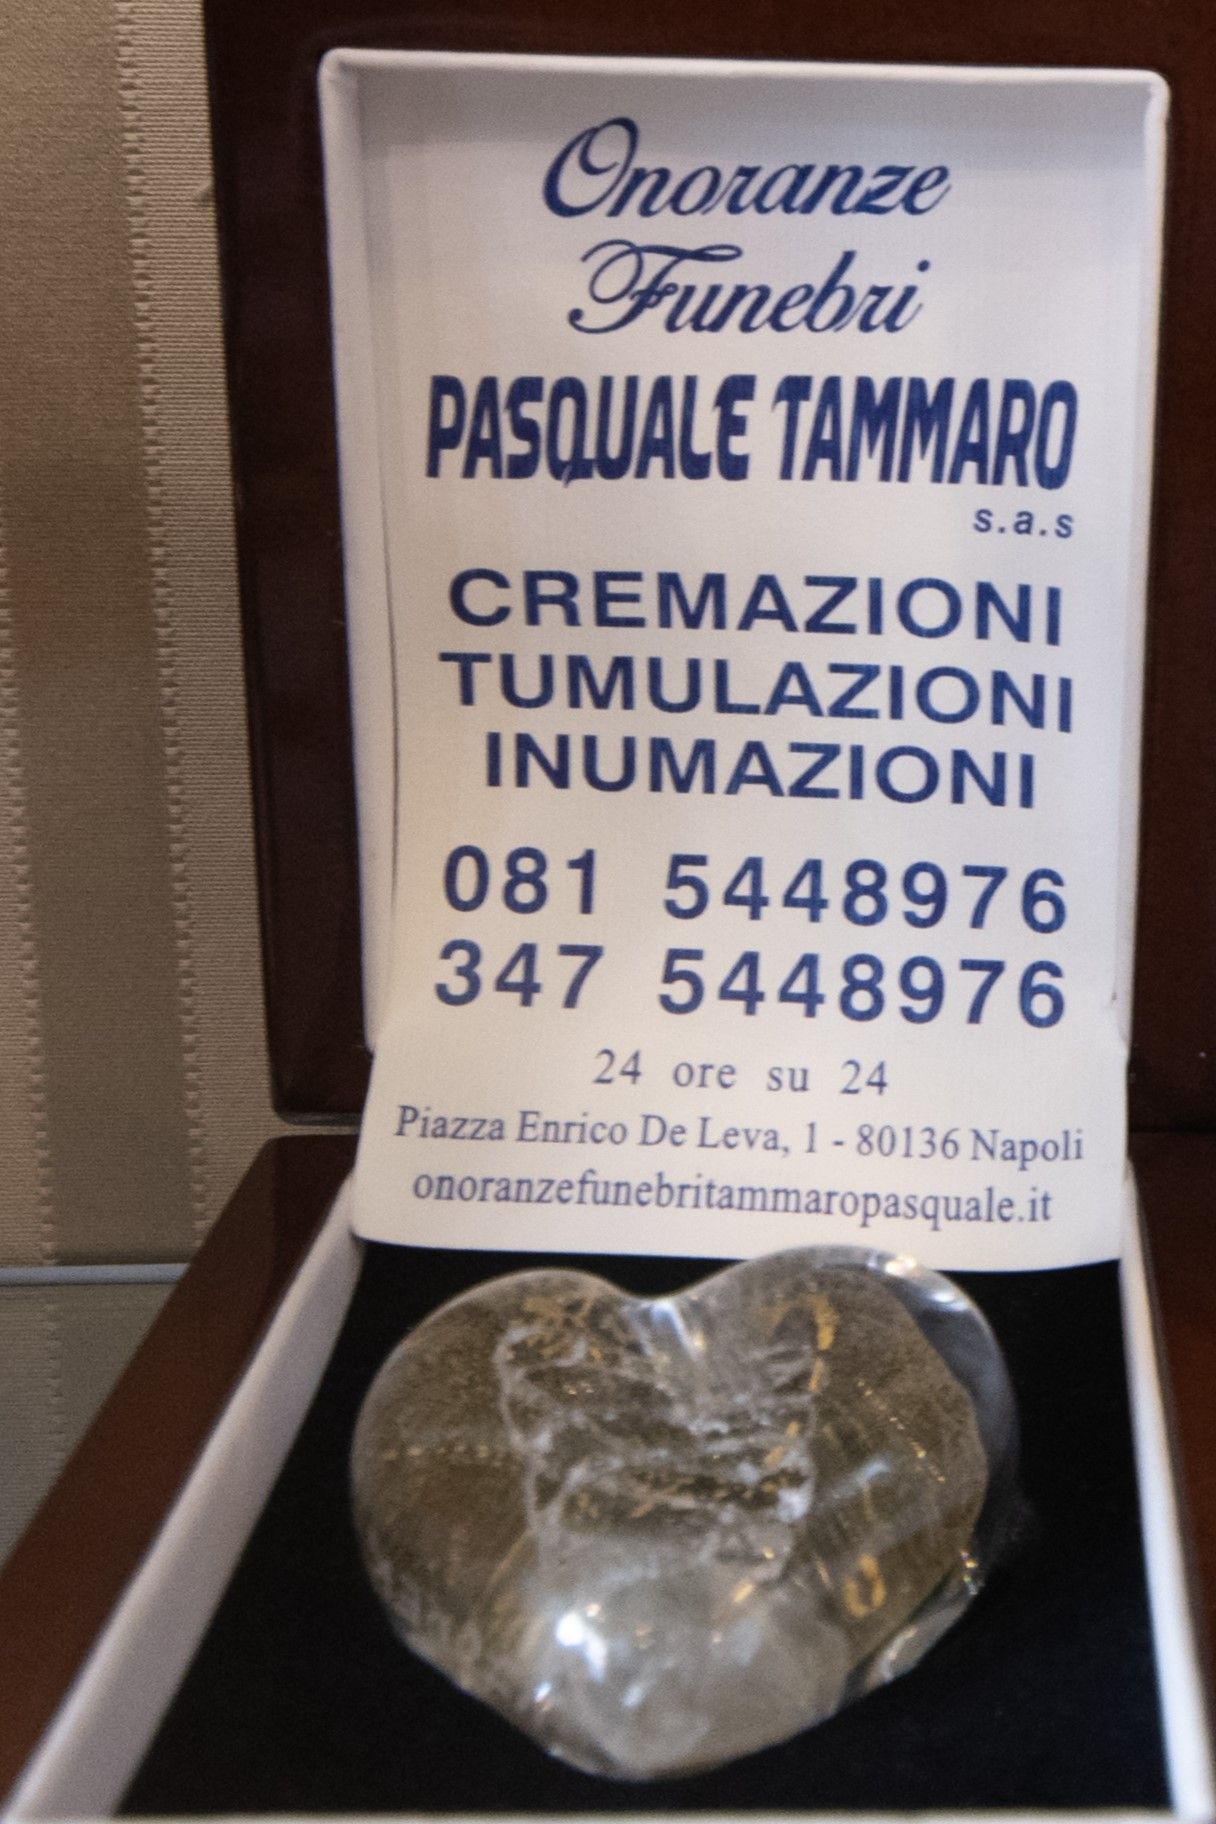 Onoranze
Funebri
PASQUALE TAMMARO
s.a.s
CREMAZIONI
TUMULAZIONI
INUMAZIONI
081 5448976
347 5448976
24 ore su 24
Piazza Enrico De Leva, 1 - 80136 Napoli
onoranzefunebritammaropasquale.it